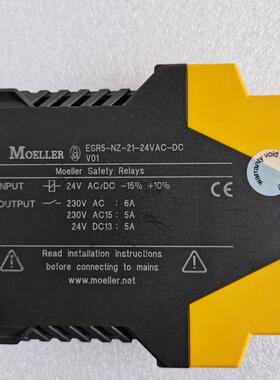 MOELLER ESR5-NZ-21-24VAC-DC
V01
Moeller Safety Relays
INPUT 24V AC/DC -15% +10%
OUTPUT 230V AC : 6A
230V AC15 : 5A
24V DC13 : 5A
CE
Read installation instructions
before connecting to mains
www.moeller.net
warranty void